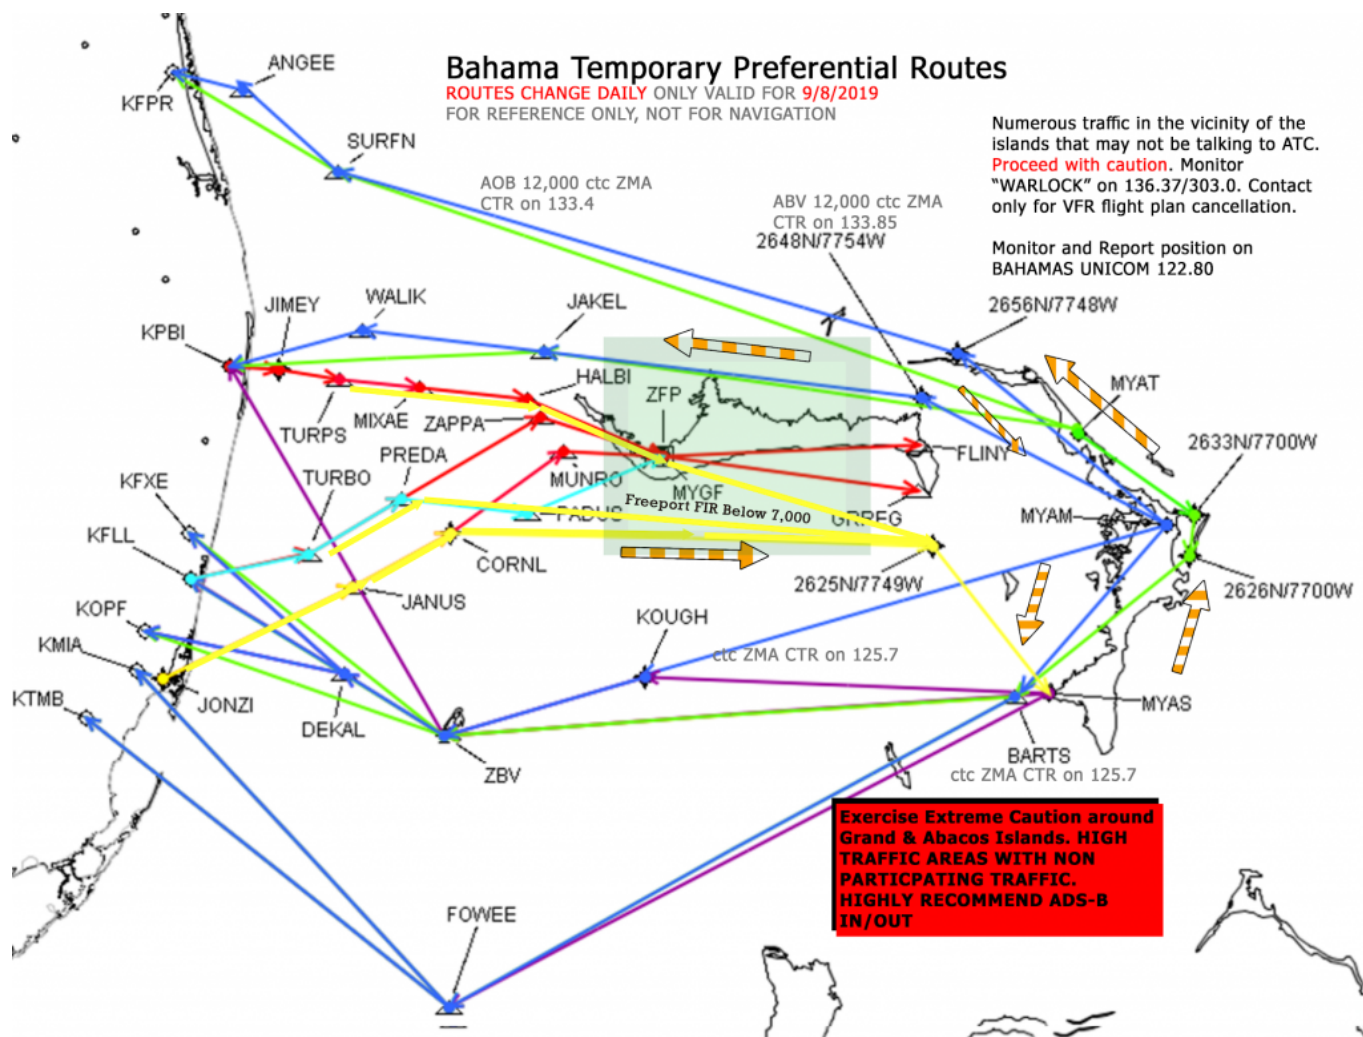 Bahama Temporary Preferential Routes
ROUTES CHANGE DAILY ONLY VALID FOR 9/8/2019
FOR REFERENCE ONLY, NOT FOR NAVIGATION
ANGEE
KFPR
SURFN
Numerous traffic in the vicinity of the
islands that may not be talking to ATC.
Proceed with caution. Monitor
“WARLOCK” on 136.37/303.0. Contact
only for VFR flight plan cancellation.
Monitor and Report position on
BAHAMAS UNICOM 122.80
AOB 12,000 ctc ZMA
CTR on 133.4
ABV 12,000 ctc ZMA
CTR on 133.85
2648N/7754W
2656N/7748W
JIMEY
WALIK
JAKEL
KPBI
HALBI
ZFP
MYAT
MIXAE
ZAPPA
TURPS
2633N/7700W
PREDA
FLINY
TURBO
MUNRO
KFXE
MYGF
Freeport FIR Below 7,000
PADUS
GRREG
MYAM
KFLL
CORNL
2625N/7749W
2626N/7700W
JANUS
KOPF
KOUGH
KMIA
ctc ZMA CTR on 125.7
KTMB
JONZI
MYAS
DEKAL
BARTS
ZBV
ctc ZMA CTR on 125.7
Exercise Extreme Caution around
Grand & Abacos Islands. HIGH
TRAFFIC AREAS WITH NON
PARTICPATING TRAFFIC.
HIGHLY RECOMMEND ADS-B
IN/OUT
FOWEE